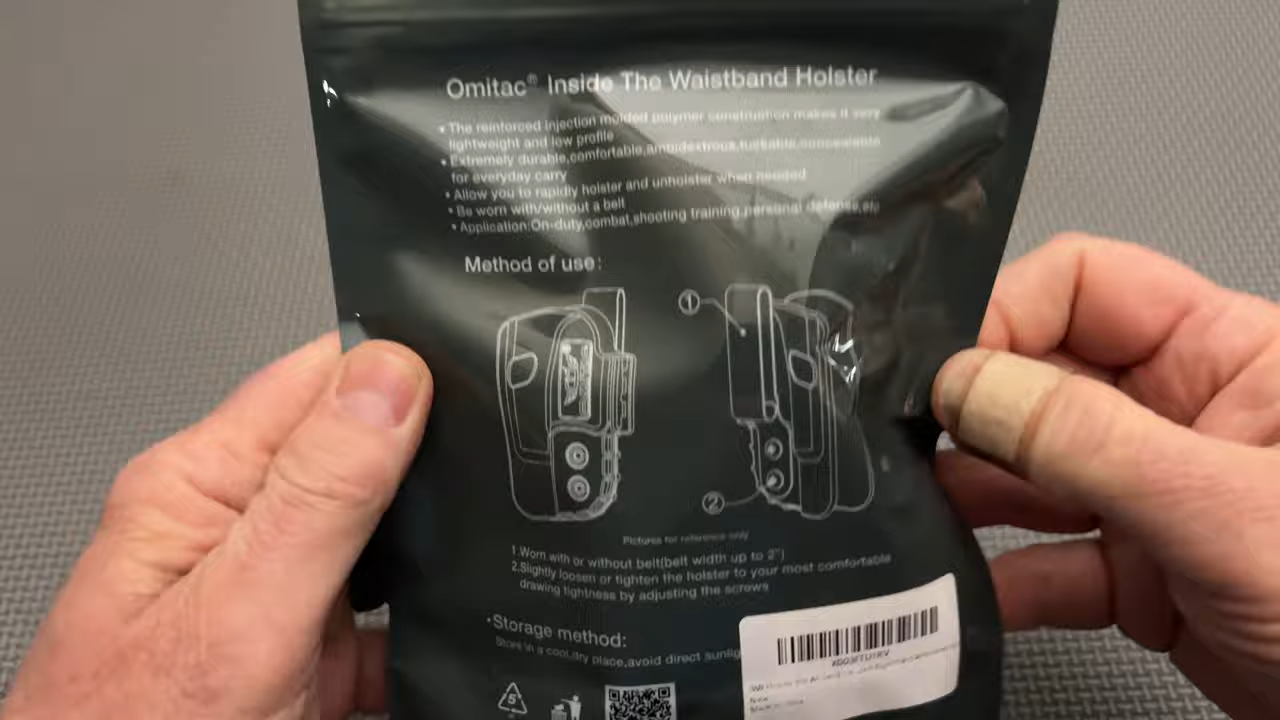 Omitac® Inside The Waistband Holster
• The reinforced injection molded polymer construction makes it very
lightweight and low profile
• Extremely durable,comfortable,ambidextrous,tuckable,concealable
for everyday carry
• Allow you to rapidly holster and unholster when needed
• Be worn with/without a belt
• Application:On-duty,combat,shooting training,personal defense,etc
Method of use:
①
②
Pictures for reference only
1.Worn with or without belt(belt width up to 2")
2.Slightly loosen or tighten the holster to your most comfortable
drawing tightness by adjusting the screws
•Storage method:
Store in a cool,dry place,avoid direct sunlig
5